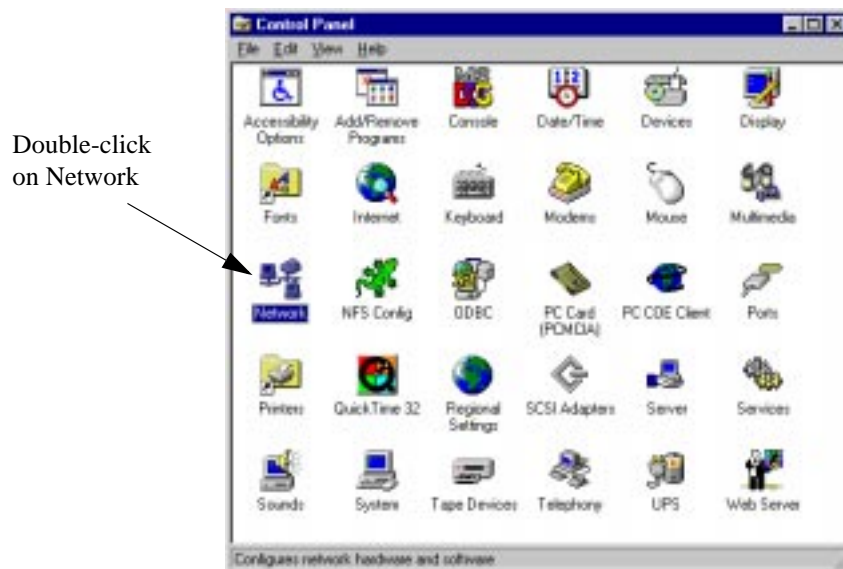 Control Panel
File Edit View Help
Accessibility Options
Add/Remove Programs
Console
Date/Time
Devices
Display
Double-click
on Network
Fonts
Internet
Keyboard
Modems
Mouse
Multimedia
Network
NFS Config
ODBC
PC Card (PCMCIA)
PC CDE Client
Ports
Printers
QuickTime 32
Regional Settings
SCSI Adapters
Server
Services
Sounds
System
Tape Devices
Telephony
UPS
Web Server
Configures network hardware and software